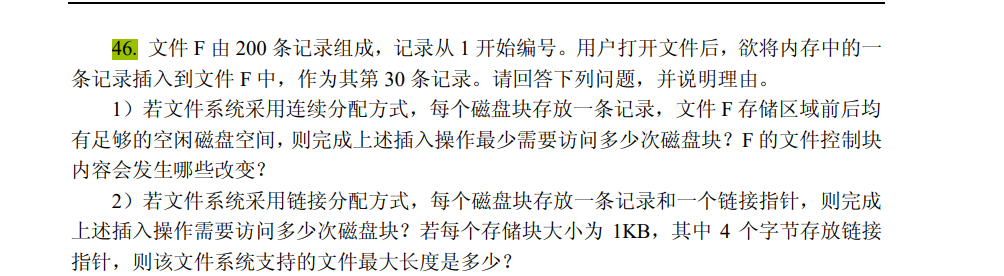 46. 文件 F 由 200 条记录组成，记录从 1 开始编号。用户打开文件后，欲将内存中的一
条记录插入到文件 F 中，作为其第 30 条记录。请回答下列问题，并说明理由。
1）若文件系统采用连续分配方式，每个磁盘块存放一条记录，文件 F 存储区域前后均
有足够的空闲磁盘空间，则完成上述插入操作最少需要访问多少次磁盘块？F 的文件控制块
内容会发生哪些改变？
2）若文件系统采用链接分配方式，每个磁盘块存放一条记录和一个链接指针，则完成
上述插入操作需要访问多少次磁盘块？若每个存储块大小为 1KB，其中 4 个字节存放链接
指针，则该文件系统支持的文件最大长度是多少？